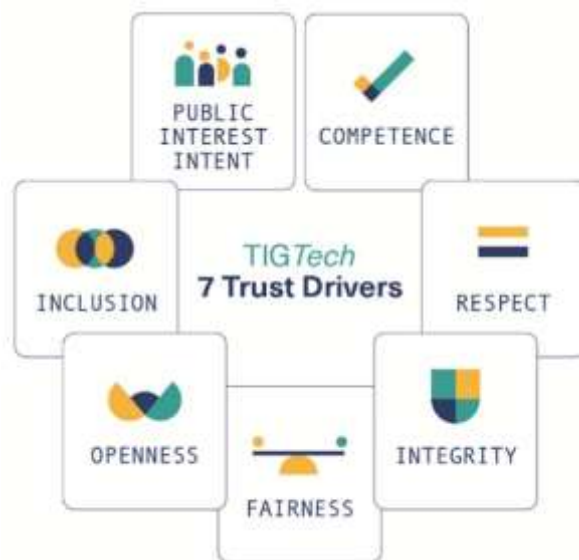 PUBLIC
INTEREST
INTENT
COMPETENCE
INCLUSION
TIGTech
7 Trust Drivers
RESPECT
OPENNESS
INTEGRITY
FAIRNESS